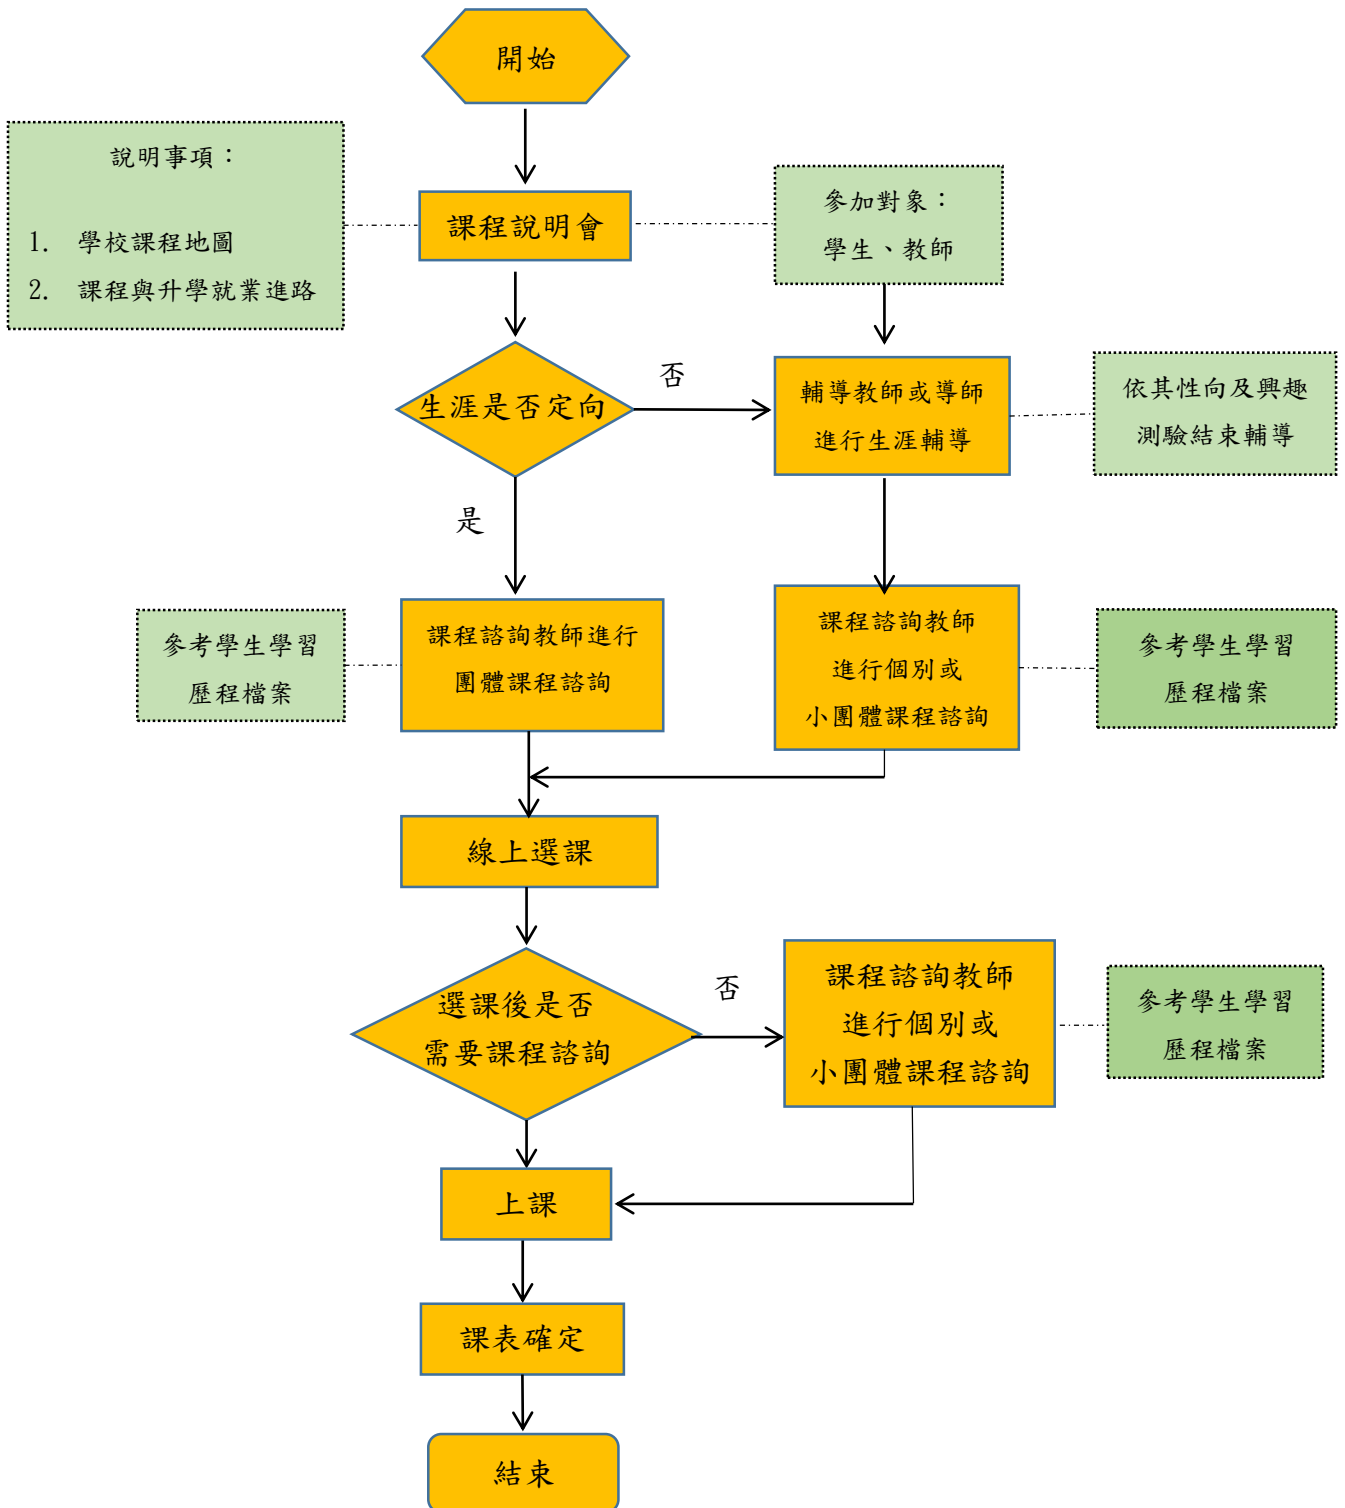 開始
說明事項：
1. 學校課程地圖
2. 課程與升學就業進路
課程說明會
參加對象：
學生、教師
生涯是否定向
否
輔導教師或導師
進行生涯輔導
依其性向及興趣
測驗結束輔導
是
參考學生學習
歷程檔案
課程諮詢教師進行
團體課程諮詢
課程諮詢教師
進行個別或
小團體課程諮詢
參考學生學習
歷程檔案
線上選課
選課後是否
需要課程諮詢
否
課程諮詢教師
進行個別或
小團體課程諮詢
參考學生學習
歷程檔案
上課
課表確定
結束